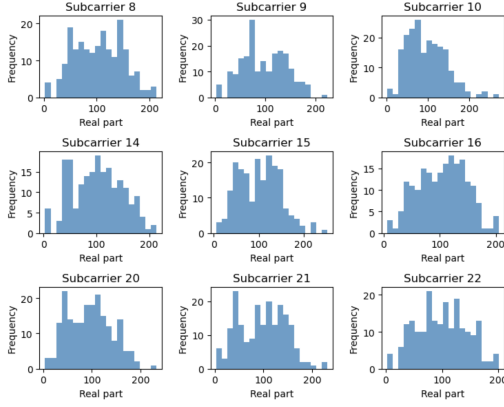 Subcarrier 8 Subcarrier 9 Subcarrier 10
Frequency 20 10 0 Frequency 30 20 10 0 Frequency 20 10 0
0 100 200 0 100 200 0 100 200
Real part Real part Real part
Subcarrier 14 Subcarrier 15 Subcarrier 16
Frequency 15 10 5 0 Frequency 20 10 0 Frequency 15 10 5 0
0 100 200 0 100 200 0 100 200
Real part Real part Real part
Subcarrier 20 Subcarrier 21 Subcarrier 22
Frequency 20 10 0 Frequency 20 10 0 Frequency 20 10 0
0 100 200 0 100 200 0 100 200
Real part Real part Real part